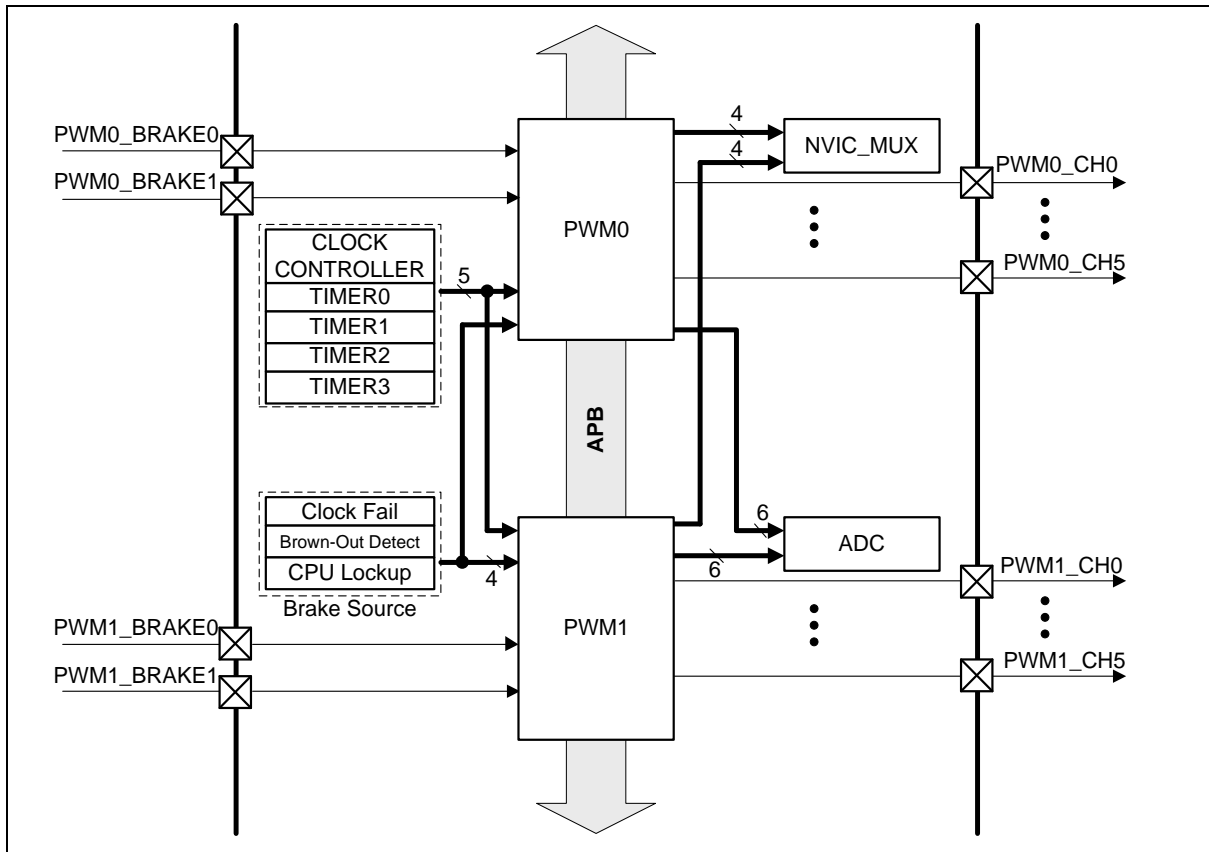 PWM0_BRAKE0
PWM0_BRAKE1
CLOCK
CONTROLLER
TIMER0
TIMER1
TIMER2
TIMER3
5
PWM0
4
4
NVIC_MUX
PWM0_CH0
PWM0_CH5
APB
Clock Fail
Brown-Out Detect
CPU Lockup
Brake Source
4
PWM1_BRAKE0
PWM1_BRAKE1
PWM1
6
6
ADC
PWM1_CH0
PWM1_CH5